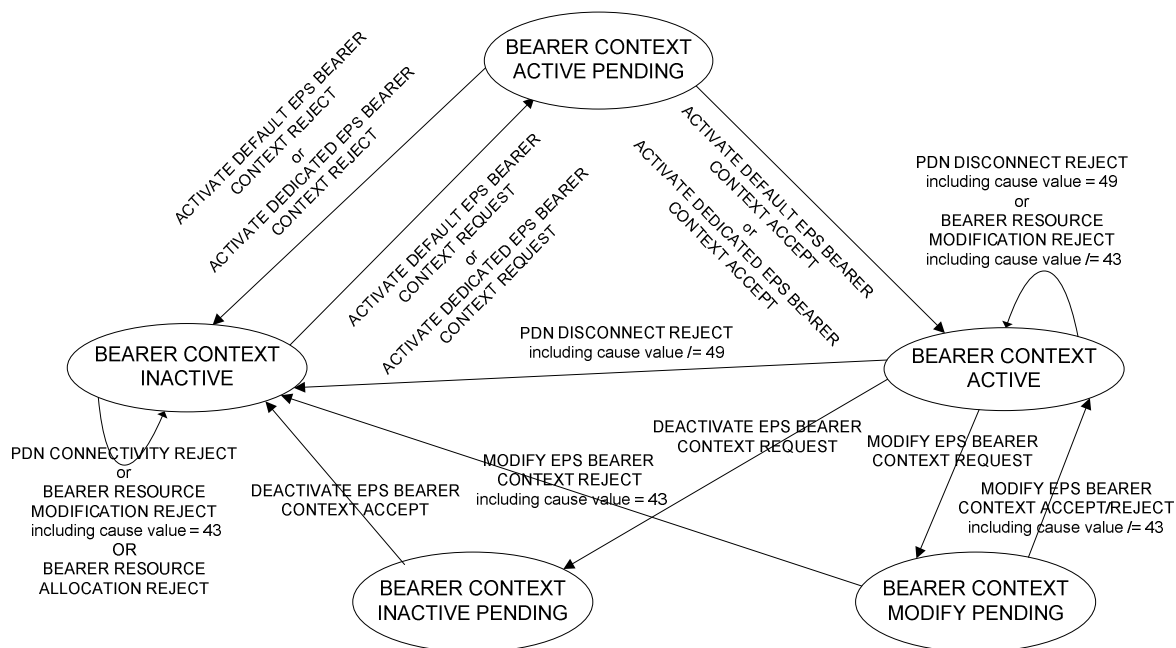 BEARER CONTEXT
ACTIVE PENDING
ACTIVATE DEFAULT EPS BEARER
CONTEXT REJECT
or
ACTIVATE DEDICATED EPS BEARER
CONTEXT REJECT
ACTIVATE DEFAULT EPS BEARER
CONTEXT REQUEST
or
ACTIVATE DEDICATED EPS BEARER
CONTEXT REQUEST
ACTIVATE DEFAULT EPS BEARER
CONTEXT ACCEPT
or
ACTIVATE DEDICATED EPS BEARER
CONTEXT ACCEPT
PDN DISCONNECT REJECT
including cause value = 49
or
BEARER RESOURCE
MODIFICATION REJECT
including cause value /= 43
PDN DISCONNECT REJECT
including cause value /= 49
BEARER CONTEXT
INACTIVE
BEARER CONTEXT
ACTIVE
PDN CONNECTIVITY REJECT
or
BEARER RESOURCE
MODIFICATION REJECT
including cause value = 43
OR
BEARER RESOURCE
ALLOCATION REJECT
DEACTIVATE EPS BEARER
CONTEXT ACCEPT
MODIFY EPS BEARER
CONTEXT REJECT
including cause value = 43
DEACTIVATE EPS BEARER
CONTEXT REQUEST
MODIFY EPS BEARER
CONTEXT REQUEST
MODIFY EPS BEARER
CONTEXT ACCEPT/REJECT
including cause value /= 43
BEARER CONTEXT
INACTIVE PENDING
BEARER CONTEXT
MODIFY PENDING